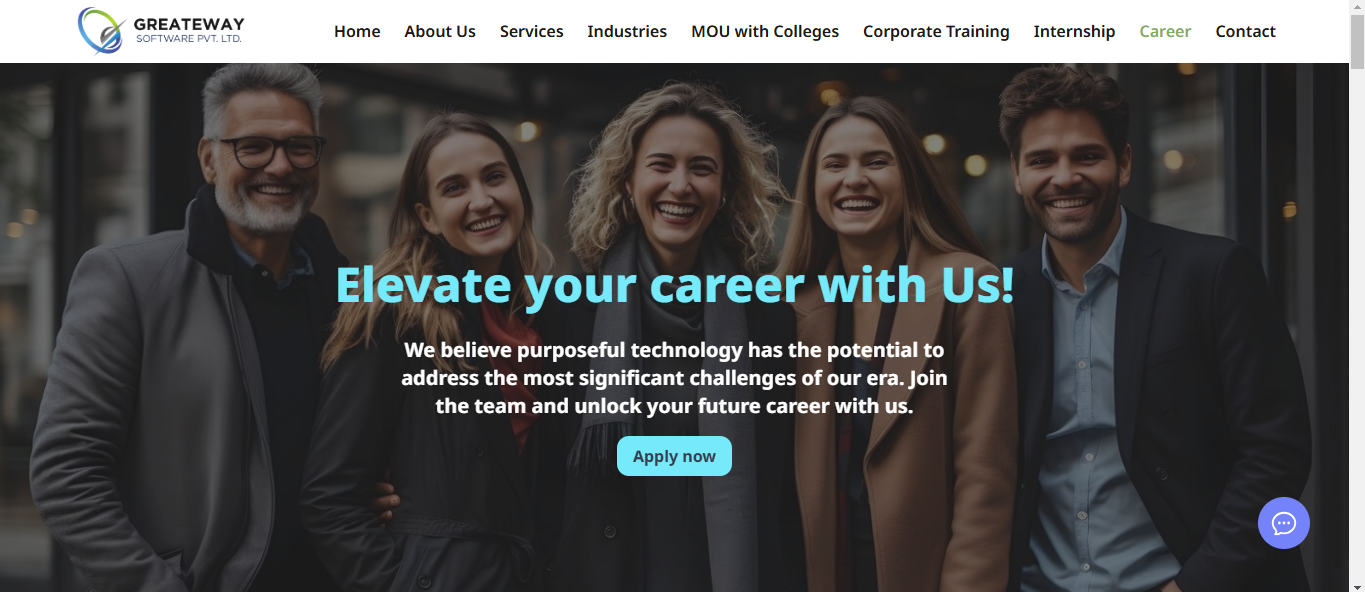 GREATEWAY
SOFTWARE PVT. LTD.
Home About Us Services Industries MOU with Colleges Corporate Training Internship Career Contact
Elevate your career with Us!
We believe purposeful technology has the potential to
address the most significant challenges of our era. Join
the team and unlock your future career with us.
Apply now